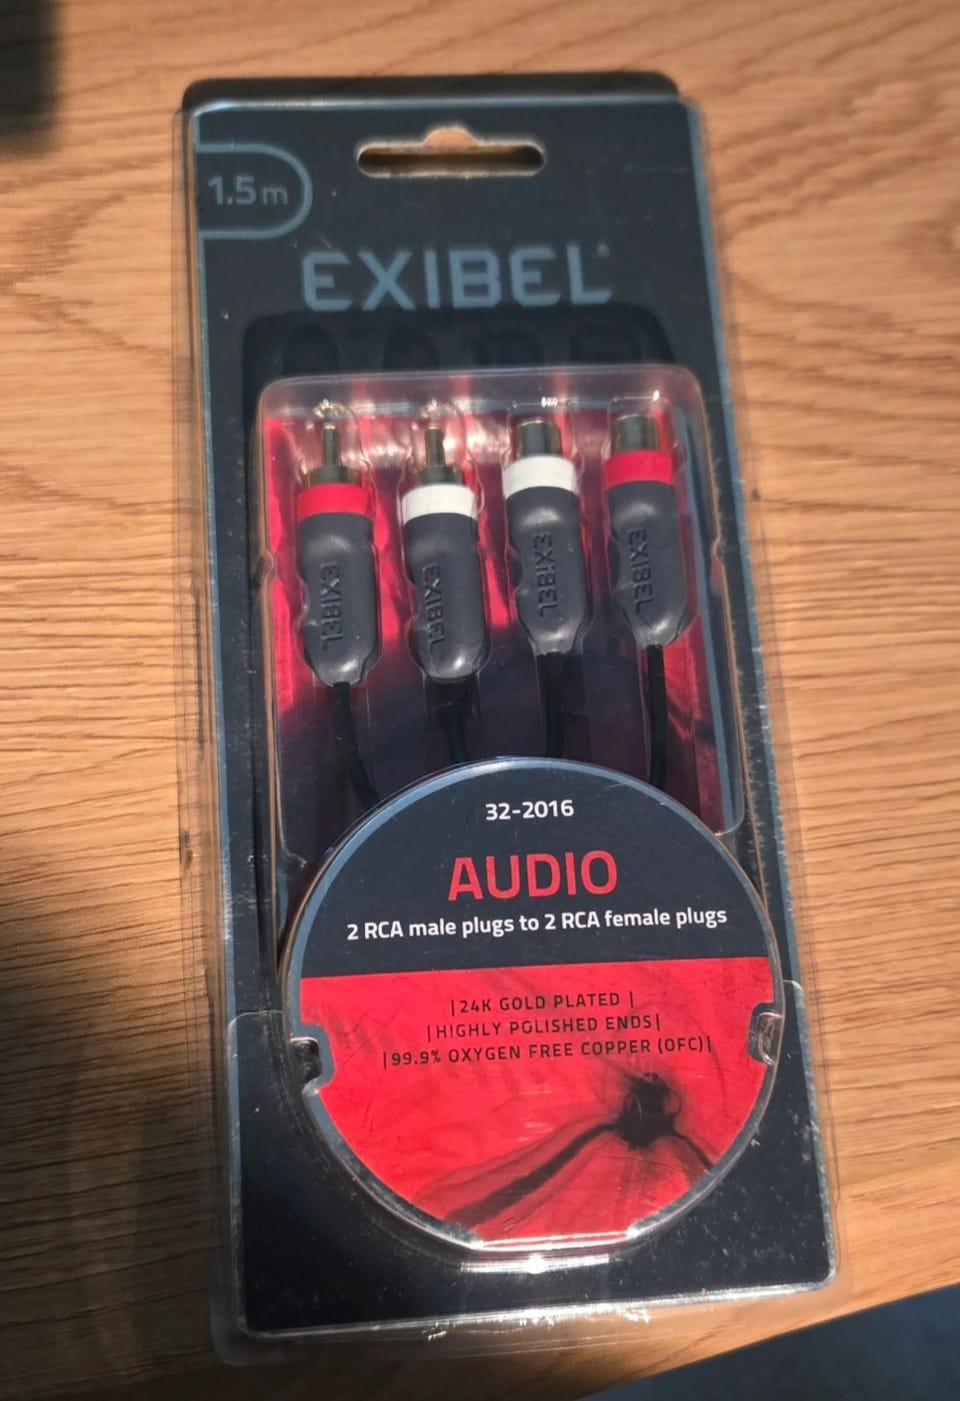 1.5m
EXIBEL
EXIBEL
EXIBEL
EXIBEL
EXIBEL
32-2016
AUDIO
2 RCA male plugs to 2 RCA female plugs
|24K GOLD PLATED |
|HIGHLY POLISHED ENDS|
|99.9% OXYGEN FREE COPPER (OFC)|